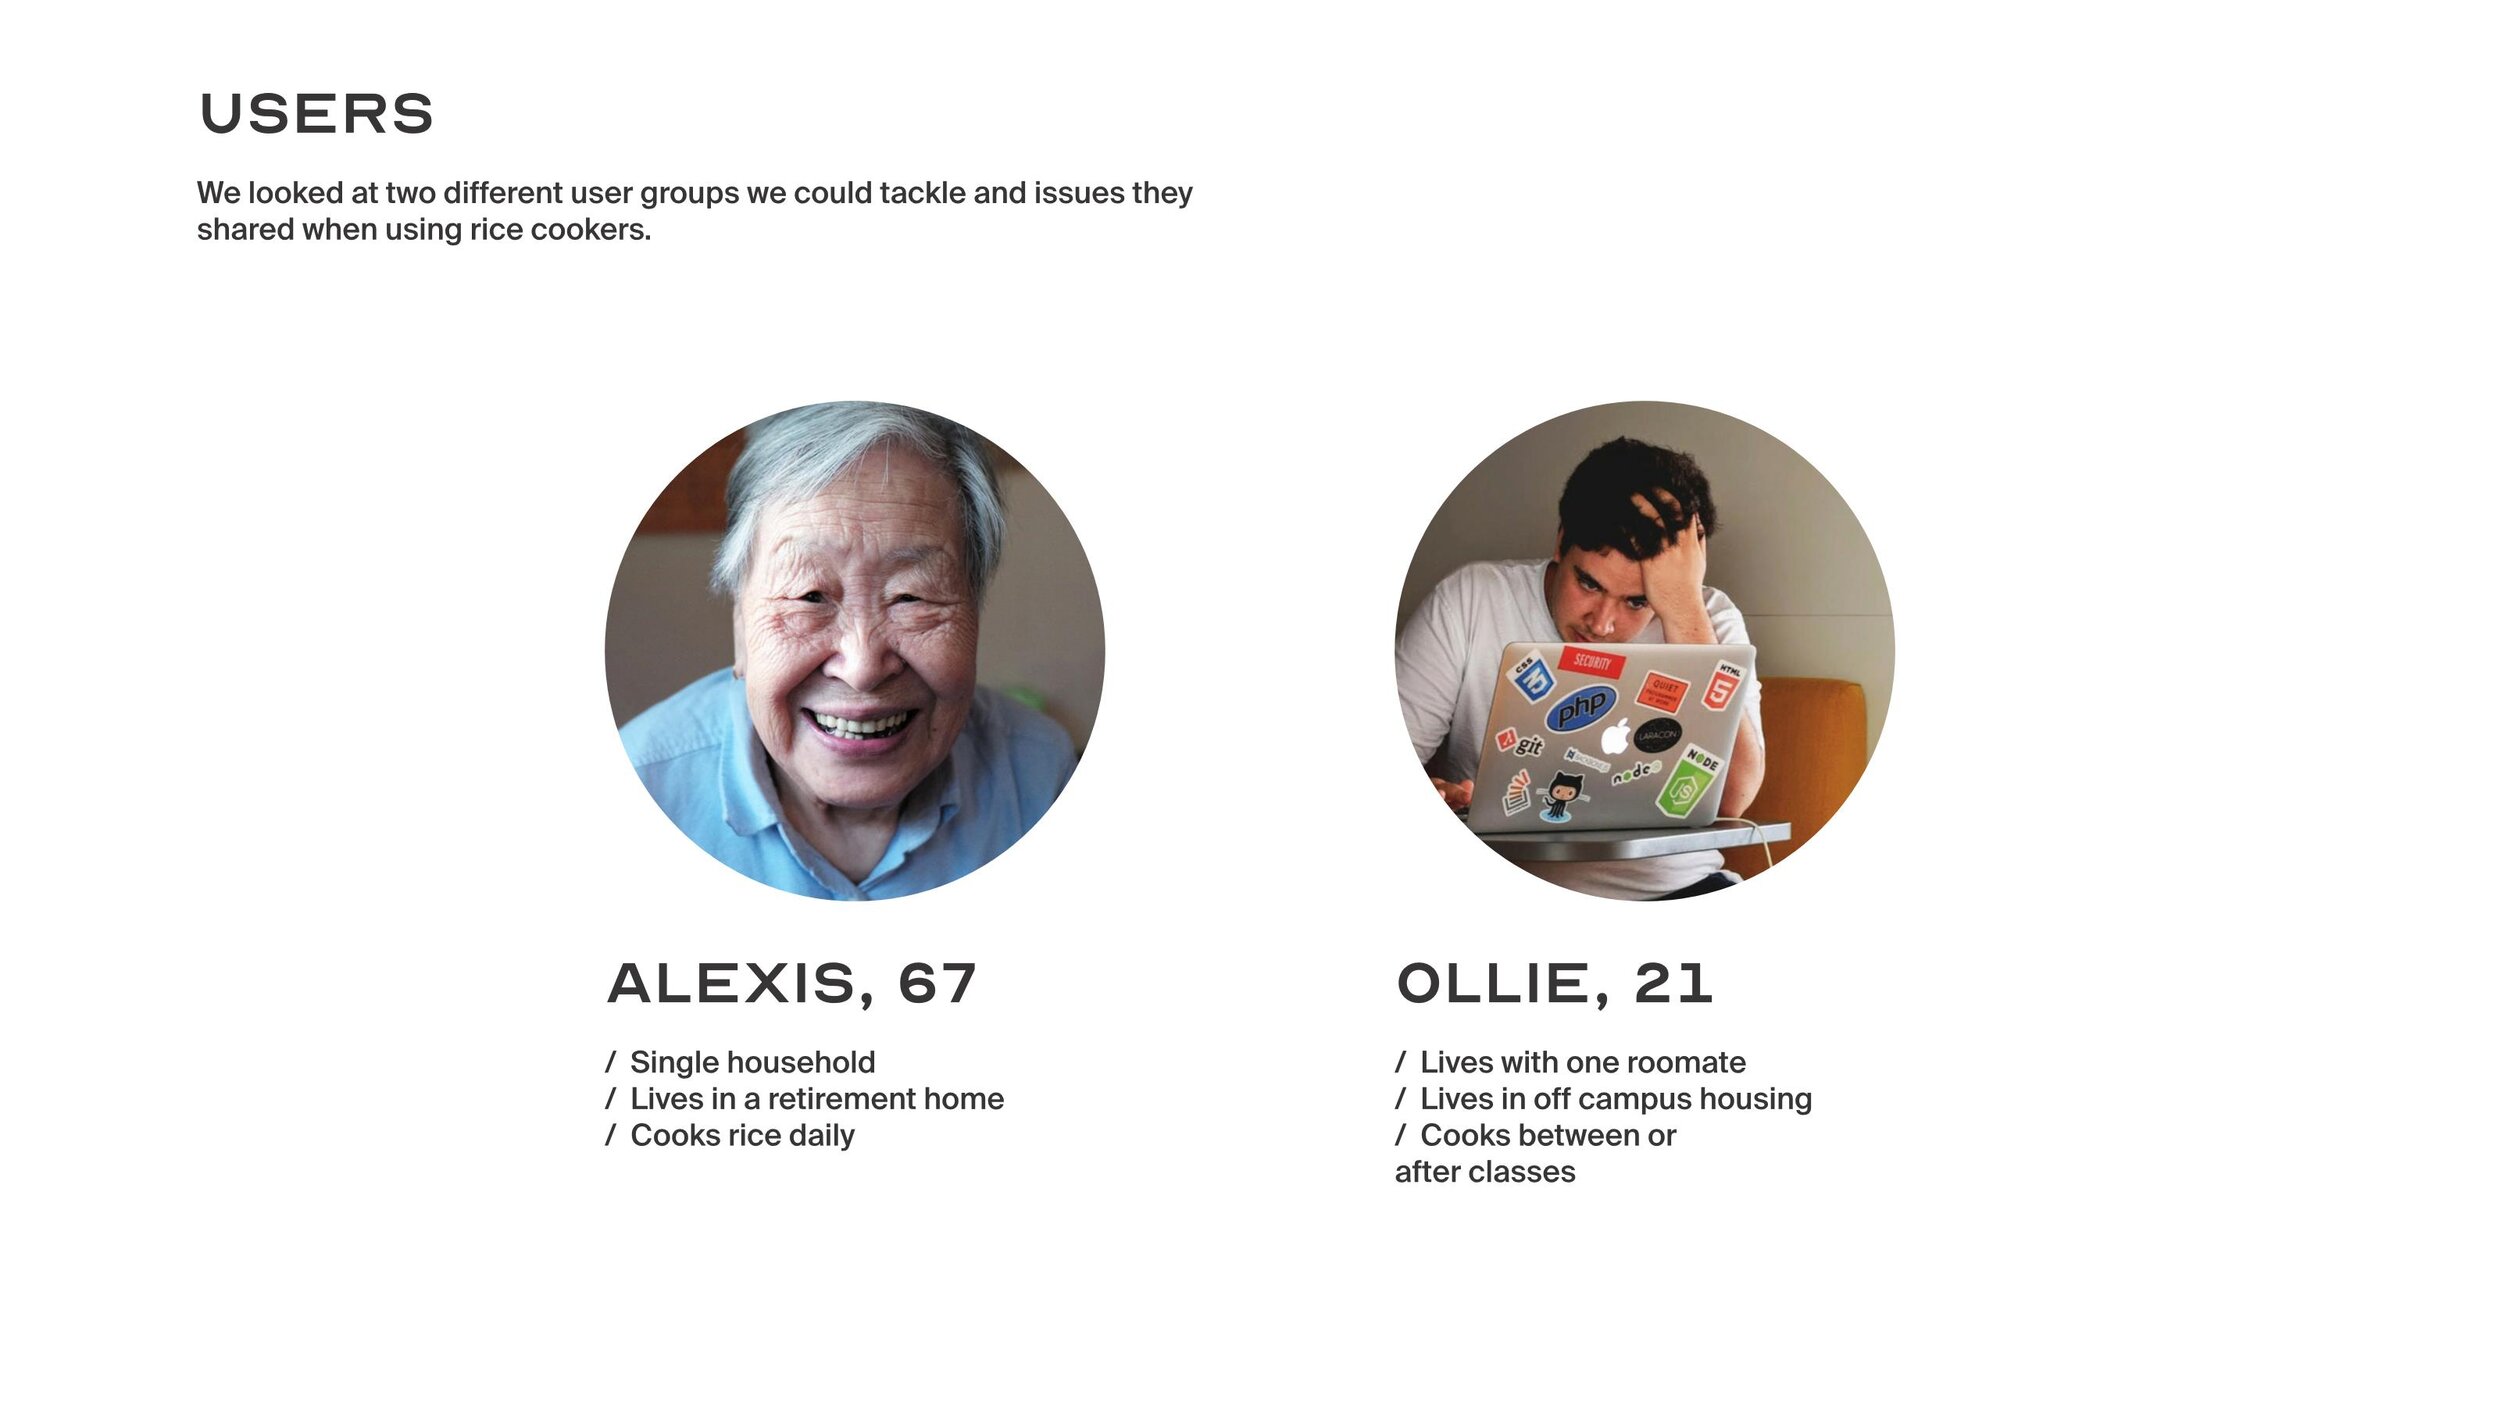 USERS
We looked at two different user groups we could tackle and issues they
shared when using rice cookers.
CSS
SECURITY
HTML
5
QUIET
php
LARACON
git
node
NODE
JS
ALEXIS, 67
/ Single household
/ Lives in a retirement home
/ Cooks rice daily
OLLIE, 21
/ Lives with one roomate
/ Lives in off campus housing
/ Cooks between or
after classes